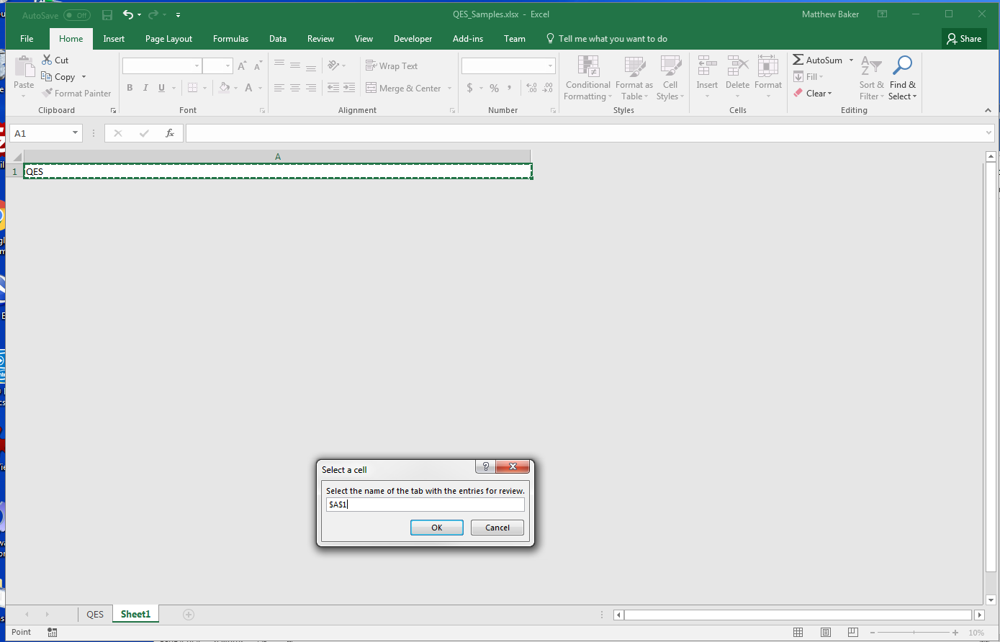 AutoSave Off
QES_Samples.xlsx - Excel
Matthew Baker
File Home Insert Page Layout Formulas Data Review View Developer Add-ins Team Tell me what you want to do Share
Paste
Cut
Copy
Format Painter
Clipboard
B I U A
Font
Wrap Text
Merge & Center
Alignment
$ % ,
Number
Conditional Formatting
Format as Table
Cell Styles
Styles
Insert
Delete
Format
Cells
AutoSum
Fill
Clear
Sort & Filter
Find & Select
Editing
A1
fx
A
1 QES
Select a cell
Select the name of the tab with the entries for review.
$A$1
OK Cancel
QES Sheet1
Point
10%